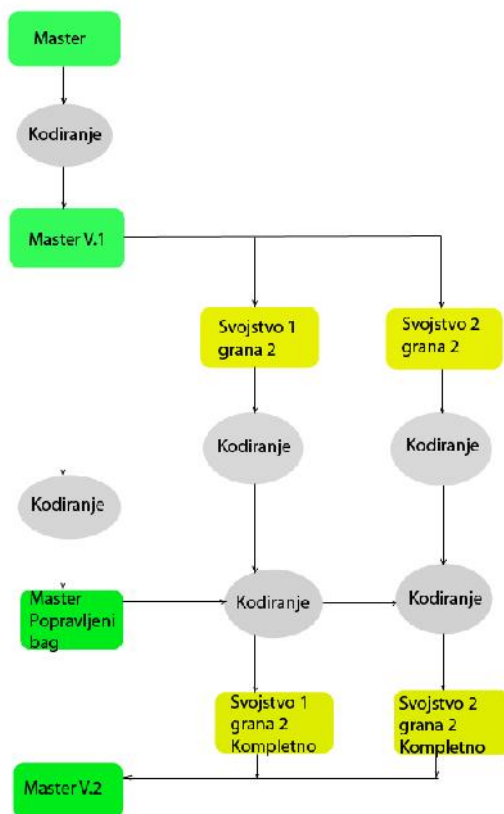 Master
Kodiranje
Master V.1
Svojstvo 1
grana 2
Svojstvo 2
grana 2
Kodiranje
Kodiranje
Kodiranje
Master
Popravljeni
bag
Kodiranje
Kodiranje
Svojstvo 1
grana 2
Kompletno
Svojstvo 2
grana 2
Kompletno
Master V.2